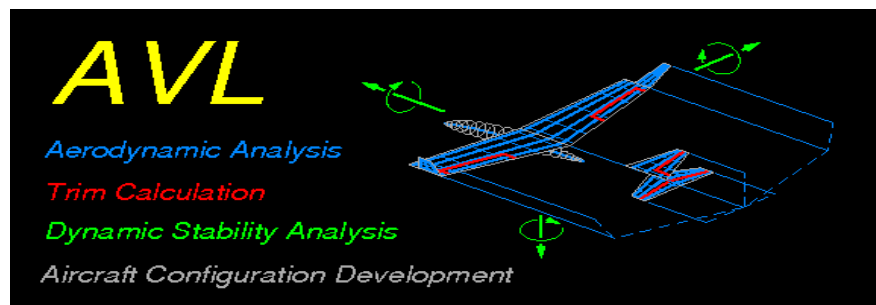 AVL
Aerodynamic Analysis
Trim Calculation
Dynamic Stability Analysis
Aircraft Configuration Development